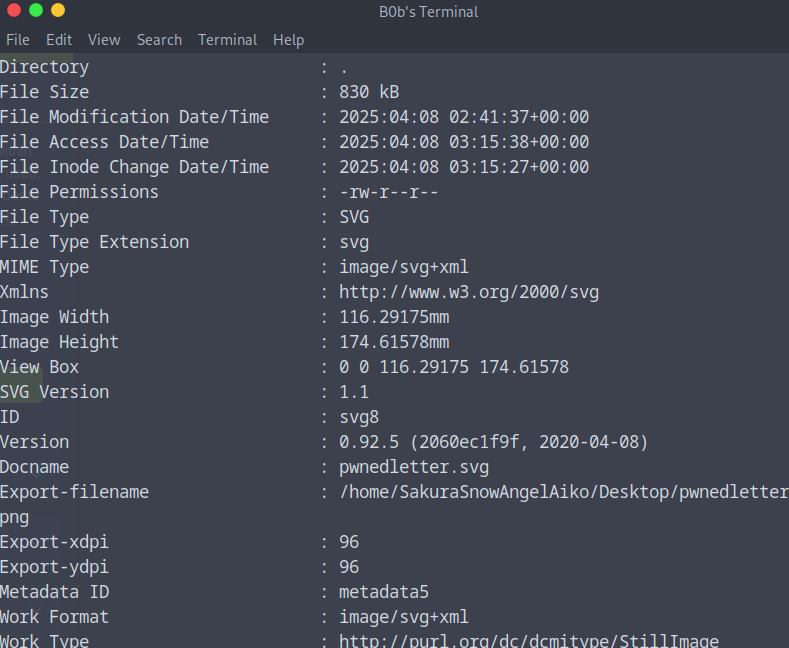 B0b's Terminal
File Edit View Search Terminal Help
Directory : .
File Size : 830 kB
File Modification Date/Time : 2025:04:08 02:41:37+00:00
File Access Date/Time : 2025:04:08 03:15:38+00:00
File Inode Change Date/Time : 2025:04:08 03:15:27+00:00
File Permissions : -rw-r--r--
File Type : SVG
File Type Extension : svg
MIME Type : image/svg+xml
Xmlns : http://www.w3.org/2000/svg
Image Width : 116.29175mm
Image Height : 174.61578mm
View Box : 0 0 116.29175 174.61578
SVG Version : 1.1
ID : svg8
Version : 0.92.5 (2060ec1f9f, 2020-04-08)
Docname : pwnedletter.svg
Export-filename : /home/SakuraSnowAngelAiko/Desktop/pwnedletter
png
Export-xdpi : 96
Export-ydpi : 96
Metadata ID : metadata5
Work Format : image/svg+xml
Work Type : http://purl.org/dc/dcmitype/StillImage